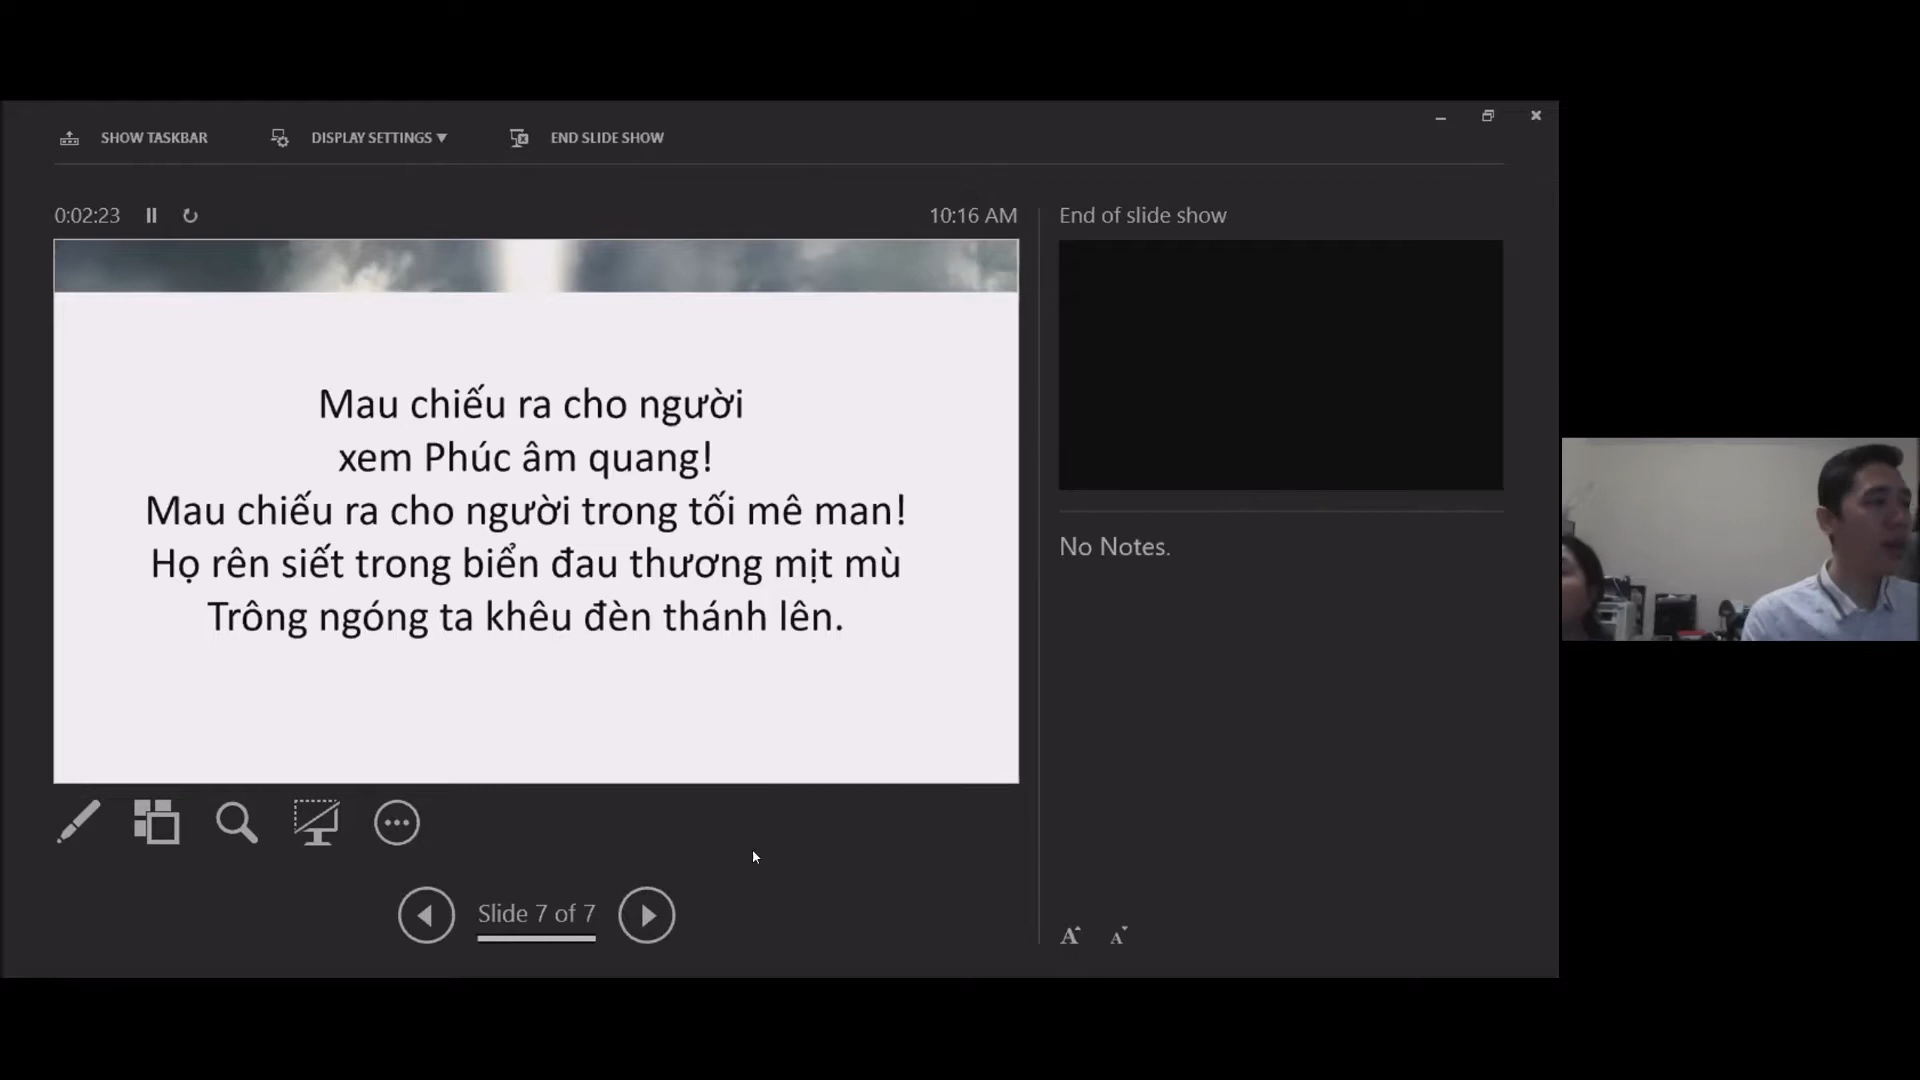 SHOW TASKBAR
DISPLAY SETTINGS ▼
END SLIDE SHOW
0:02:23
10:16 AM
Mau chiếu ra cho người
xem Phúc âm quang!
Mau chiếu ra cho người trong tối mê man!
Họ rên siết trong biển đau thương mịt mù
Trông ngóng ta khêu đèn thánh lên.
Slide 7 of 7
End of slide show
No Notes.
A A